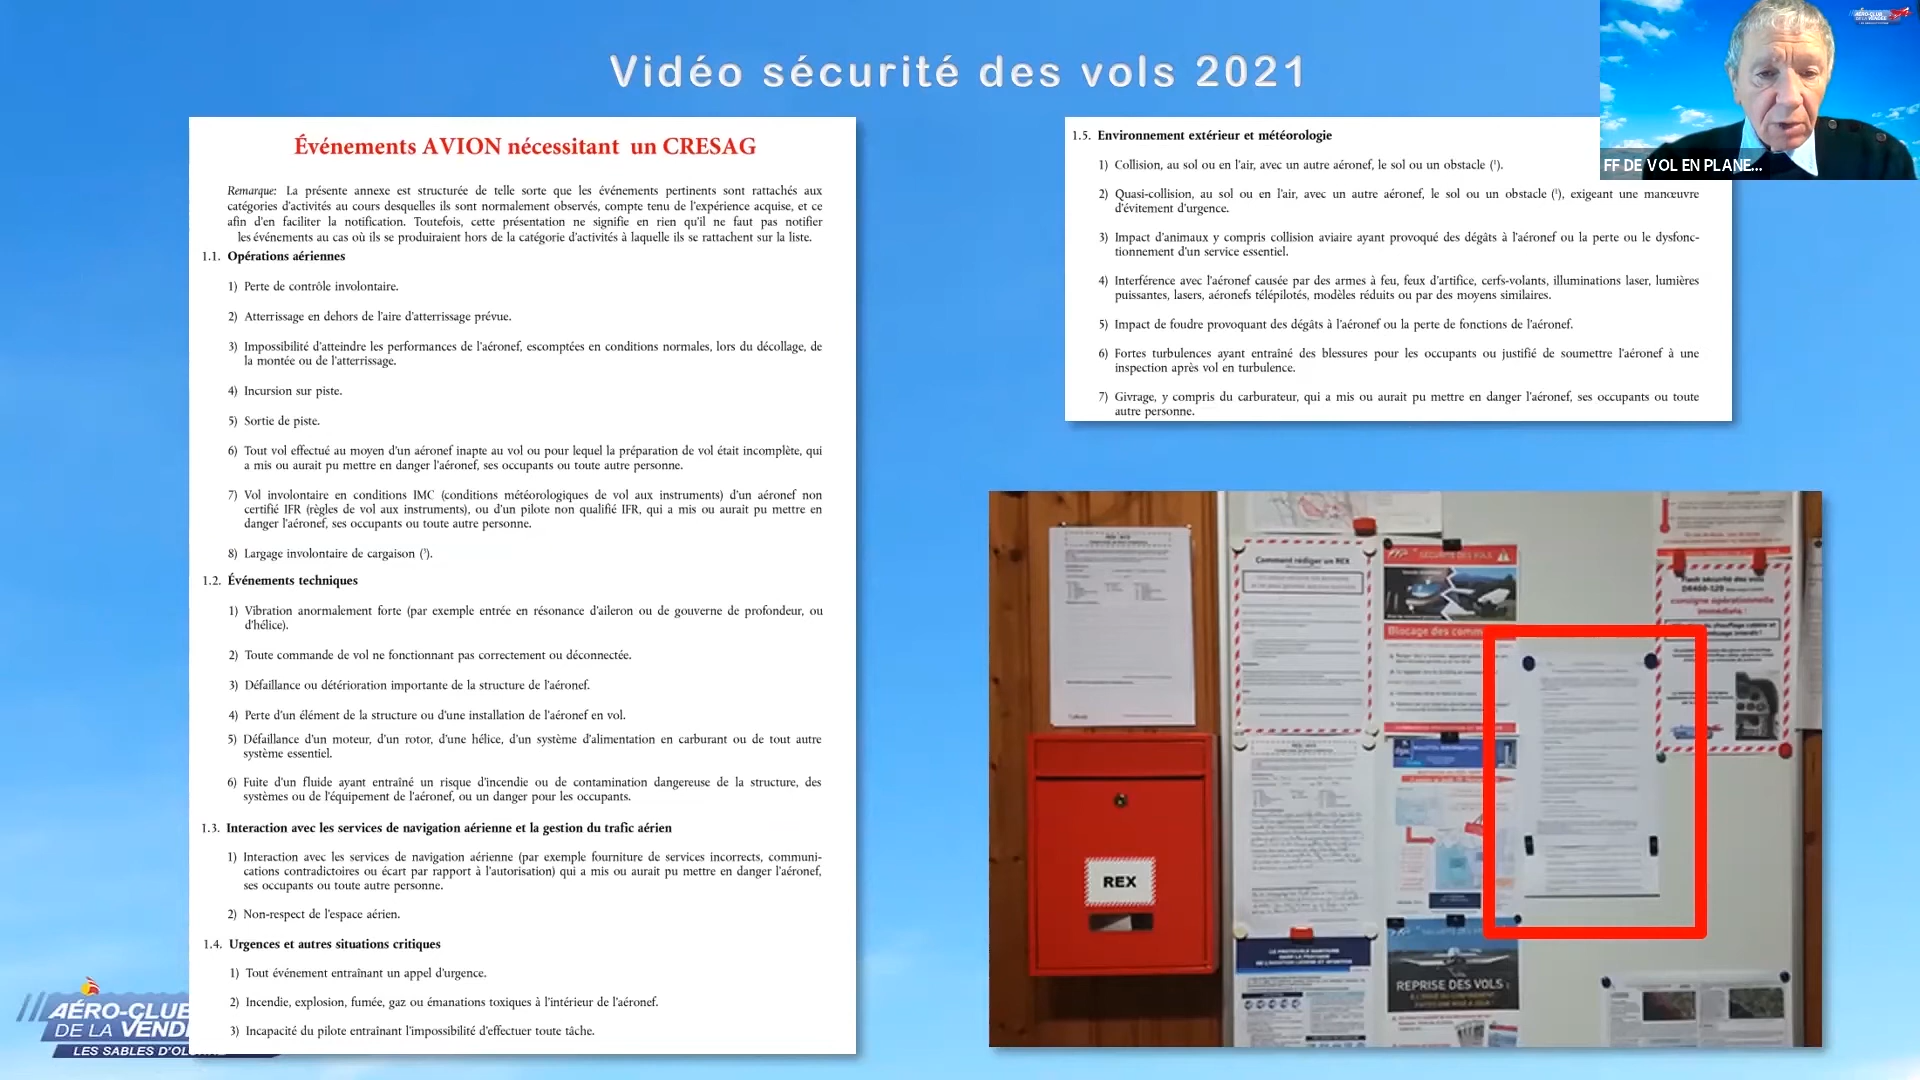 Vidéo sécurité des vols 2021
Événements AVION nécessitant un CRESAG
Remarque: La présente annexe est structurée de telle sorte que les événements pertinents sont rattachés aux
catégories d'activités au cours desquelles ils sont normalement observés, compte tenu de l'expérience acquise, et ce
afin d'en faciliter la notification. Toutefois, cette présentation ne signifie en rien qu'il ne faut pas notifier
les événements au cas où ils se produiraient hors de la catégorie d'activités à laquelle ils se rattachent sur la liste.
1.1. Opérations aériennes
1) Perte de contrôle involontaire.
2) Atterrissage en dehors de l'aire d'atterrissage prévue.
3) Impossibilité d'atteindre les performances de l'aéronef, escomptées en conditions normales, lors du décollage, de
la montée ou de l'atterrissage.
4) Incursion sur piste.
5) Sortie de piste.
6) Tout vol effectué au moyen d'un aéronef inapte au vol ou pour lequel la préparation de vol était incomplète, qui
a mis ou aurait pu mettre en danger l'aéronef, ses occupants ou toute autre personne.
7) Vol involontaire en conditions IMC (conditions météorologiques de vol aux instruments) d'un aéronef non
certifié IFR (règles de vol aux instruments), ou d'un pilote non qualifié IFR, qui a mis ou aurait pu mettre en
danger l'aéronef, ses occupants ou toute autre personne.
8) Largage involontaire de cargaison (¹).
1.2. Événements techniques
1) Vibration anormalement forte (par exemple entrée en résonance d'aileron ou de gouverne de profondeur, ou
d'hélice).
2) Toute commande de vol ne fonctionnant pas correctement ou déconnectée.
3) Défaillance ou détérioration importante de la structure de l'aéronef.
4) Perte d'un élément de la structure ou d'une installation de l'aéronef en vol.
5) Défaillance d'un moteur, d'un rotor, d'une hélice, d'un système d'alimentation en carburant ou de tout autre
système essentiel.
6) Fuite d'un fluide ayant entraîné un risque d'incendie ou de contamination dangereuse de la structure, des
systèmes ou de l'équipement de l'aéronef, ou un danger pour les occupants.
1.3. Interaction avec les services de navigation aérienne et la gestion du trafic aérien
1) Interaction avec les services de navigation aérienne (par exemple fourniture de services incorrects, communi-
cations contradictoires ou écart par rapport à l'autorisation) qui a mis ou aurait pu mettre en danger l'aéronef,
ses occupants ou toute autre personne.
2) Non-respect de l'espace aérien.
1.4. Urgences et autres situations critiques
1) Tout événement entraînant un appel d'urgence.
2) Incendie, explosion, fumée, gaz ou émanations toxiques à l'intérieur de l'aéronef.
3) Incapacité du pilote entraînant l'impossibilité d'effectuer toute tâche.
1.5. Environnement extérieur et météorologie
1) Collision, au sol ou en l'air, avec un autre aéronef, le sol ou un obstacle (¹).
2) Quasi-collision, au sol ou en l'air, avec un autre aéronef, le sol ou un obstacle (¹), exigeant une manœuvre
d'évitement d'urgence.
3) Impact d'animaux y compris collision aviaire ayant provoqué des dégâts à l'aéronef ou la perte ou le dysfonc-
tionnement d'un service essentiel.
4) Interférence avec l'aéronef causée par des armes à feu, feux d'artifice, cerfs-volants, illuminations laser, lumières
puissantes, lasers, aéronefs télépilotés, modèles réduits ou par des moyens similaires.
5) Impact de foudre provoquant des dégâts à l'aéronef ou la perte de fonctions de l'aéronef.
6) Fortes turbulences ayant entraîné des blessures pour les occupants ou justifié de soumettre l'aéronef à une
inspection après vol en turbulence.
7) Givrage, y compris du carburateur, qui a mis ou aurait pu mettre en danger l'aéronef, ses occupants ou toute
autre personne.
AÉRO-CLUB
DE LA VENDÉE
FF DE VOL EN PLANE...
Comment rédiger un REX
SÉCURITÉ DES VOLS
Blocage des comm
Flash sécurité des vols
DR400-120
consigne opérationnelle
immédiate !
REX
REPRISE DES VOLS :
AÉRO-CLUB
DE LA VENDÉ
LES SABLES D'OLONNE